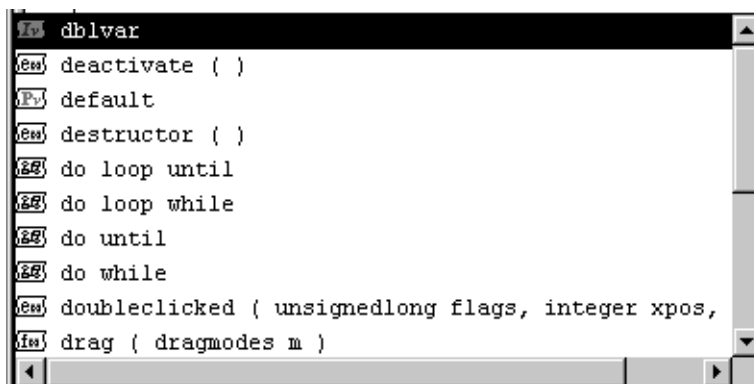 dblvar
deactivate ( )
default
destructor ( )
do loop until
do loop while
do until
do while
doubleclicked ( unsignedlong flags, integer xpos,
drag ( dragmodes m )